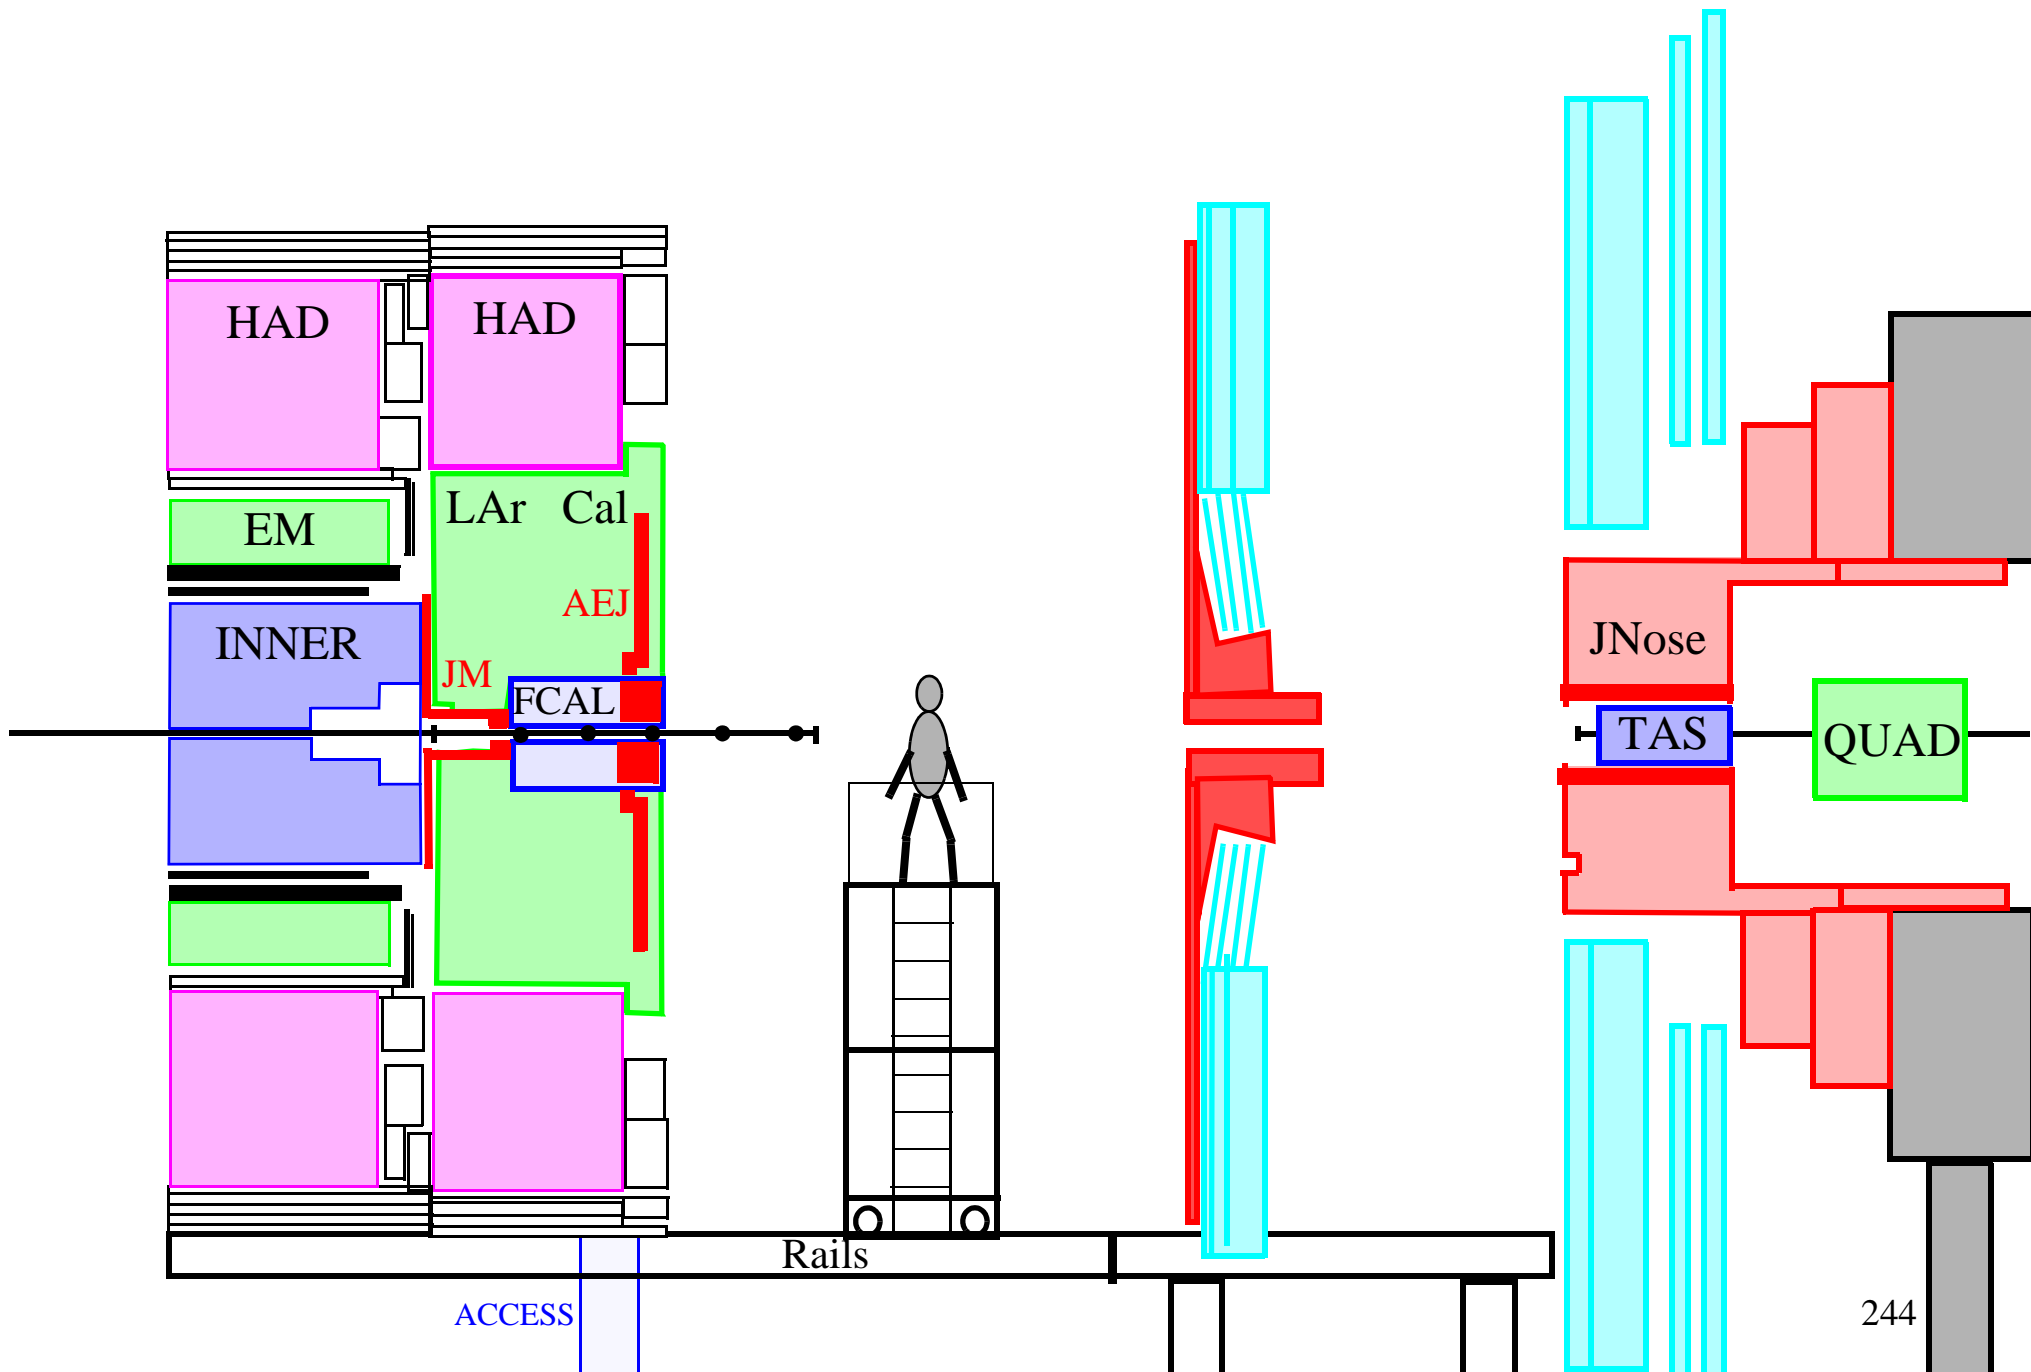 HAD HAD
LAr Cal
EM
AEJ
INNER
JM
FCAL
JNose
TAS
QUAD
Rails
ACCESS
244